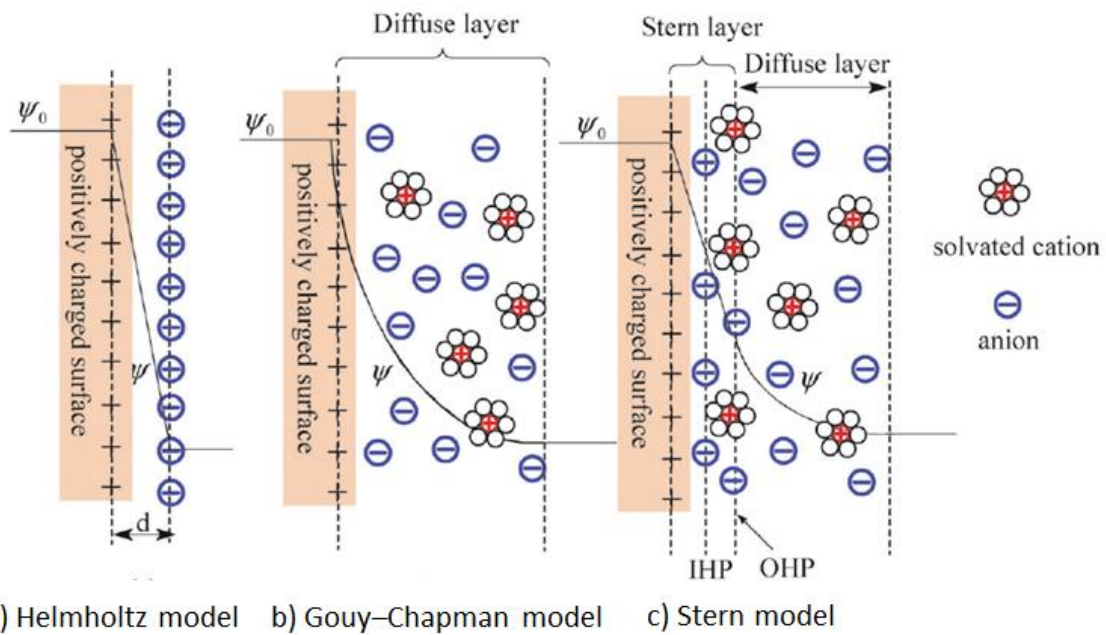 Diffuse layer
Stern layer
Diffuse layer
ψ₀
ψ₀
ψ₀
positively charged surface
positively charged surface
positively charged surface
ψ
ψ
ψ
solvated cation
anion
d
IHP
OHP
) Helmholtz model
b) Gouy–Chapman model
c) Stern model